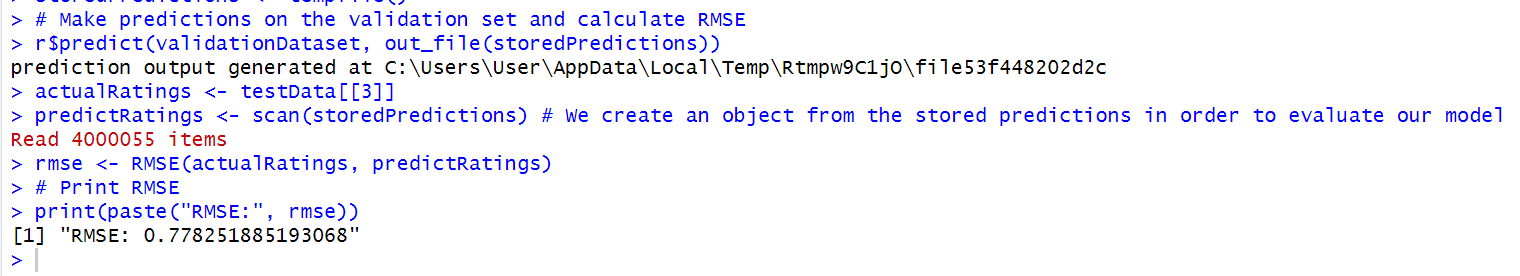 > # Make predictions on the validation set and calculate RMSE
> r$predict(validationDataset, out_file(storedPredictions))
prediction output generated at C:\Users\User\AppData\Local\Temp\Rtmpw9C1jO\file53f448202d2c
> actualRatings <- testData[[3]]
> predictRatings <- scan(storedPredictions) # We create an object from the stored predictions in order to evaluate our model
Read 4000055 items
> rmse <- RMSE(actualRatings, predictRatings)
> # Print RMSE
> print(paste("RMSE:", rmse))
[1] "RMSE: 0.778251885193068"
>